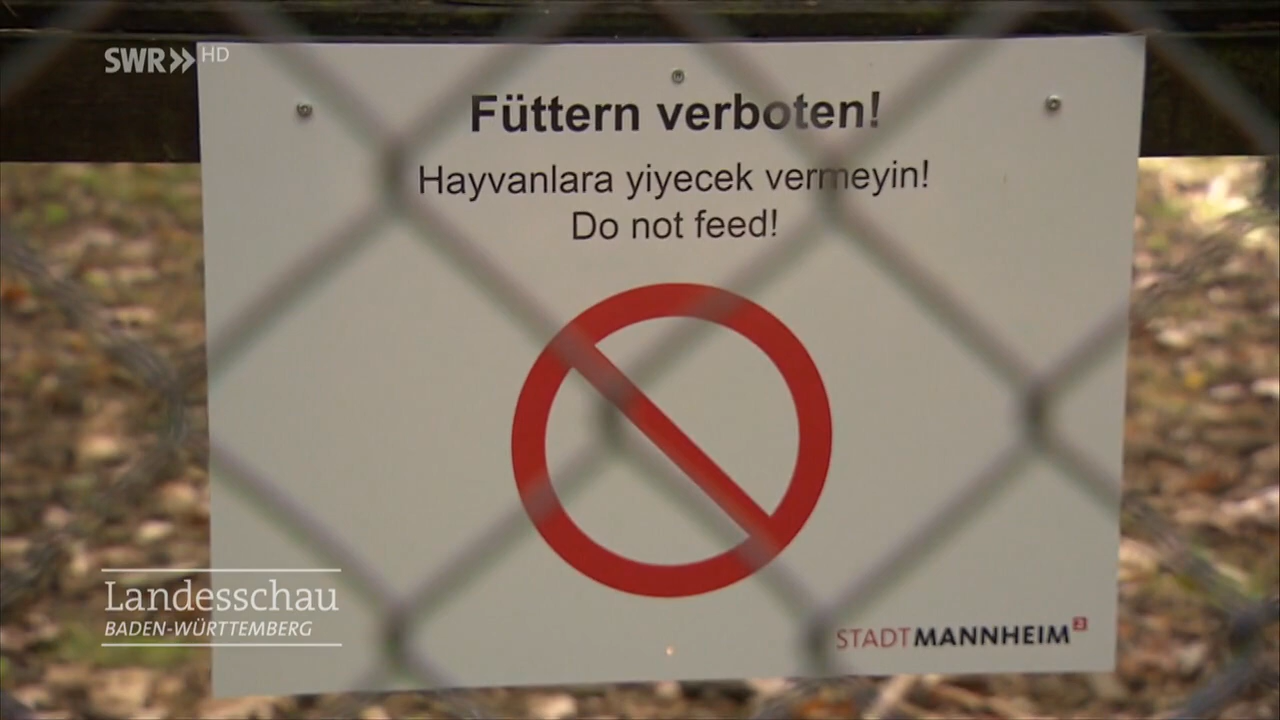 SWR» HD
Füttern verboten!
Hayvanlara yiyecek vermeyin!
Do not feed!
Landesschau
BADEN-WÜRTTEMBERG
STADTMANNHEIM²